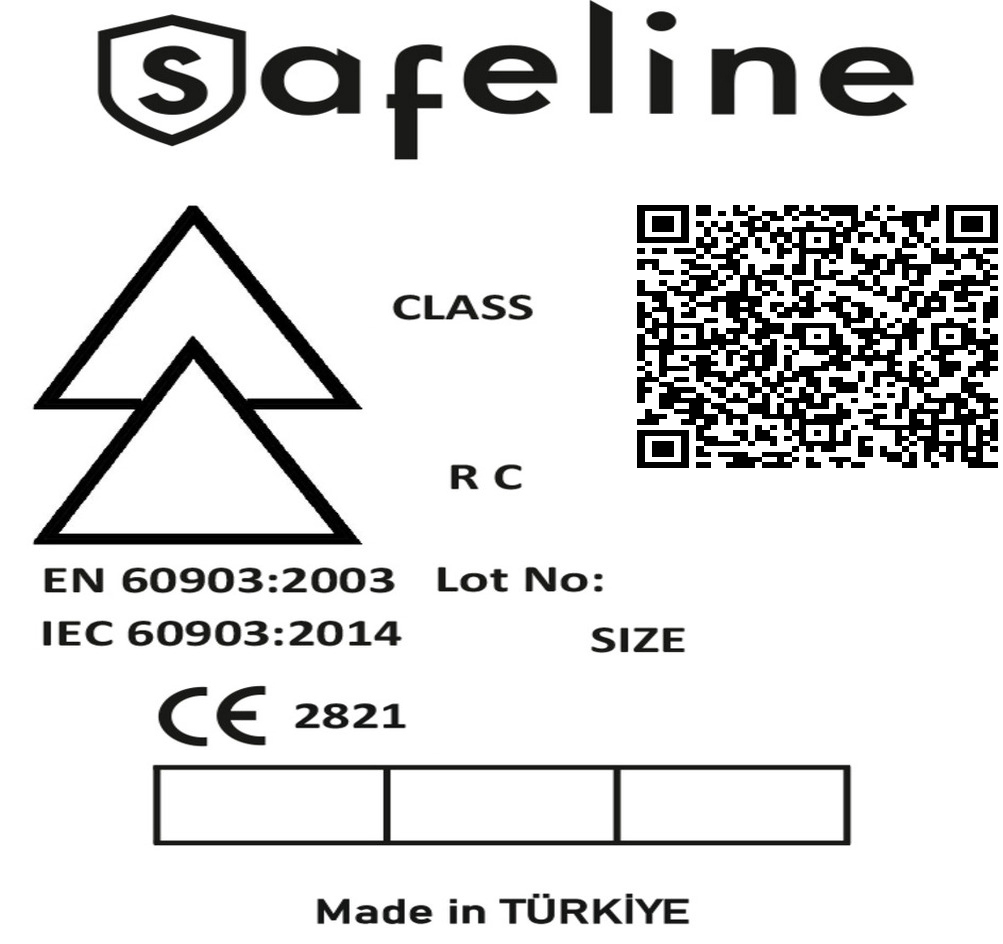 safeline
CLASS
R C
EN 60903:2003 Lot No:
IEC 60903:2014
SIZE
CE 2821
Made in TÜRKİYE